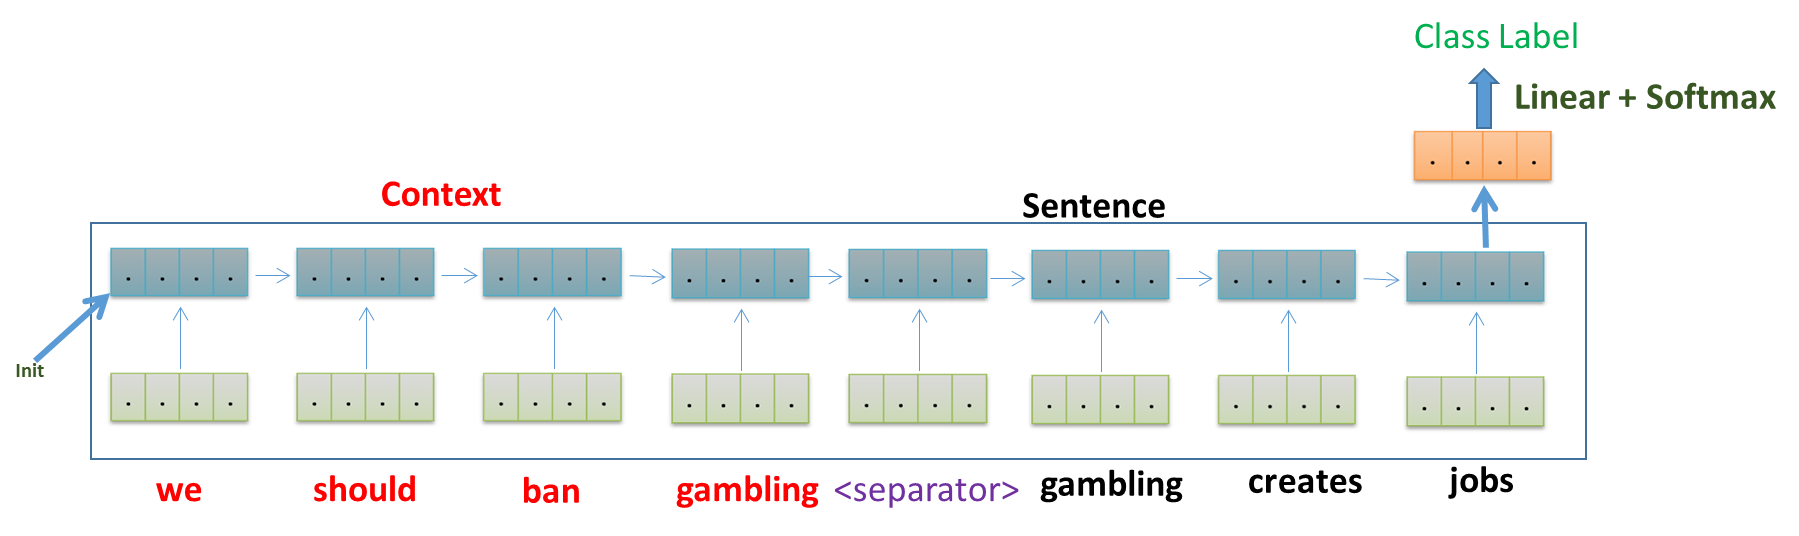 Class Label
Linear + Softmax
Context
Sentence
Init
we should ban gambling <separator> gambling creates jobs